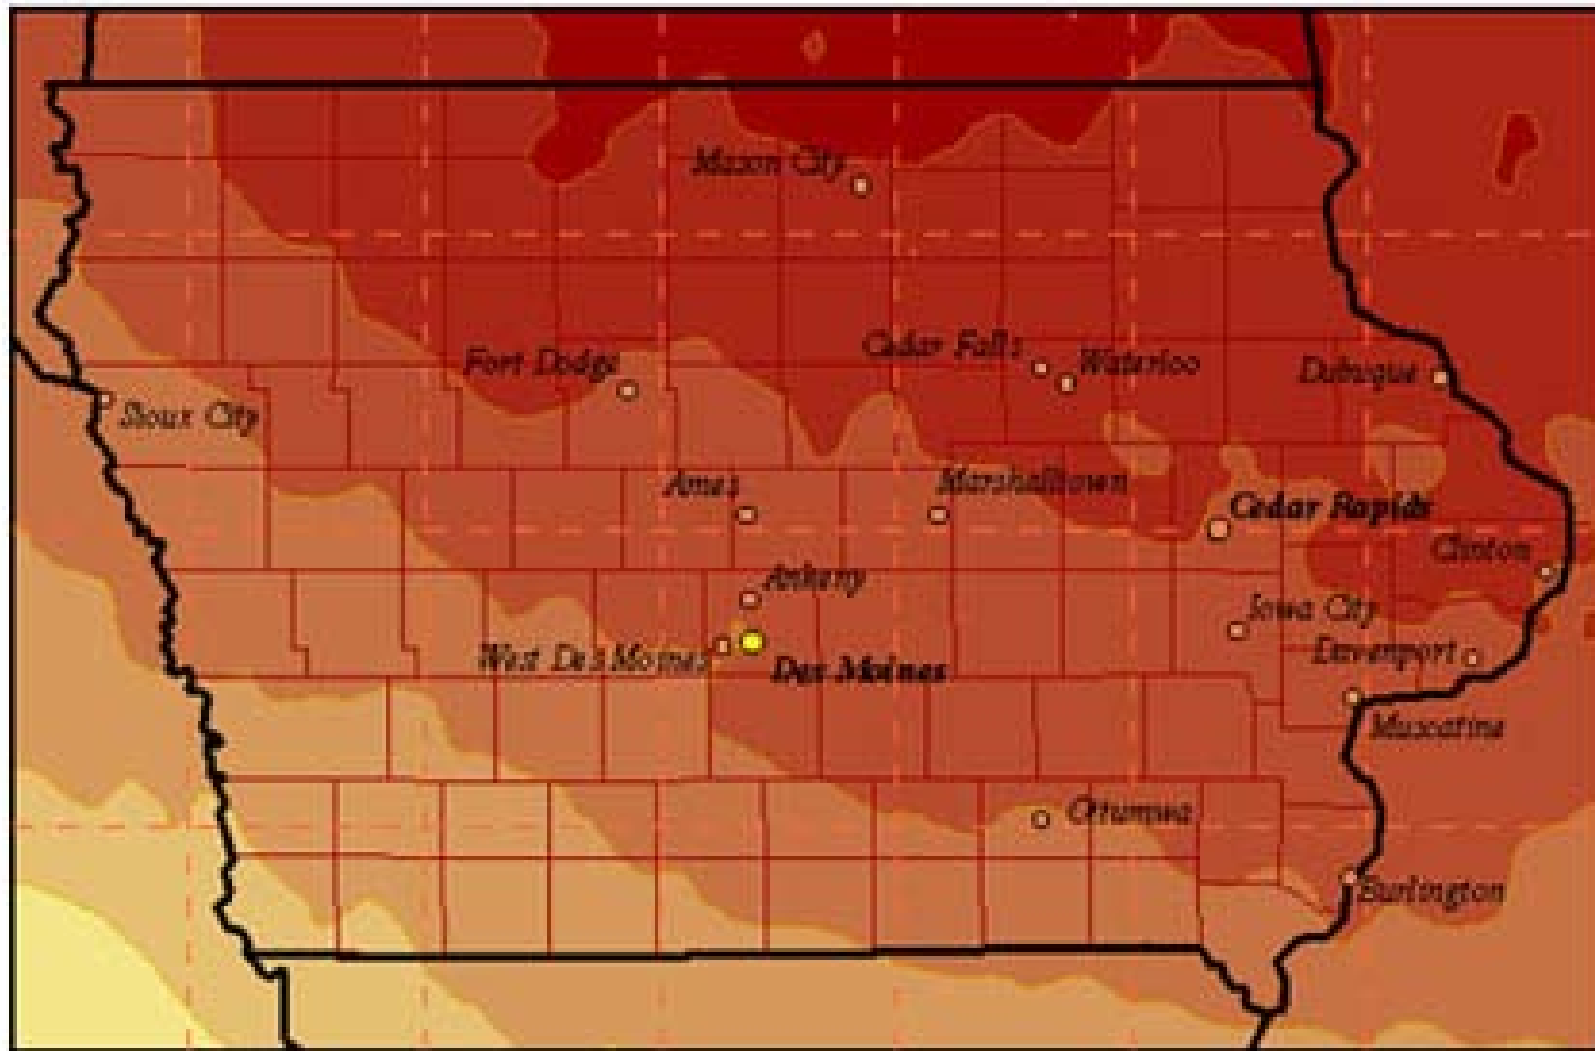 Mason City
Cedar Falls
Waterloo
Fort Dodge
Dubuque
Sioux City
Ames
Marshalltown
Cedar Rapids
Clinton
Ankeny
Iowa City
West Des Moines
Davenport
Des Moines
Muscatine
Ottumwa
Burlington